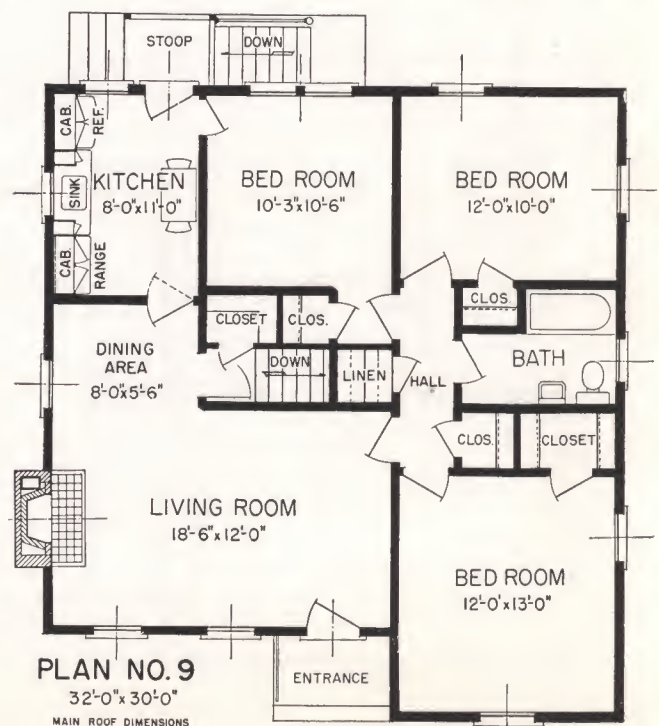 STOOP
DOWN
CAB.
REF.
SINK
KITCHEN
8'-0"x11'-0"
CAB.
RANGE
BED ROOM
10'-3"x10'-6"
BED ROOM
12'-0"x10'-0"
CLOSET
CLOS.
CLOS.
DINING
AREA
8'-0"x5'-6"
DOWN
LINEN
HALL
BATH
CLOS.
CLOSET
LIVING ROOM
18'-6"x12'-0"
BED ROOM
12'-0'x13'-0"
ENTRANCE
PLAN NO. 9
32'-0"x30'-0"
MAIN ROOF DIMENSIONS